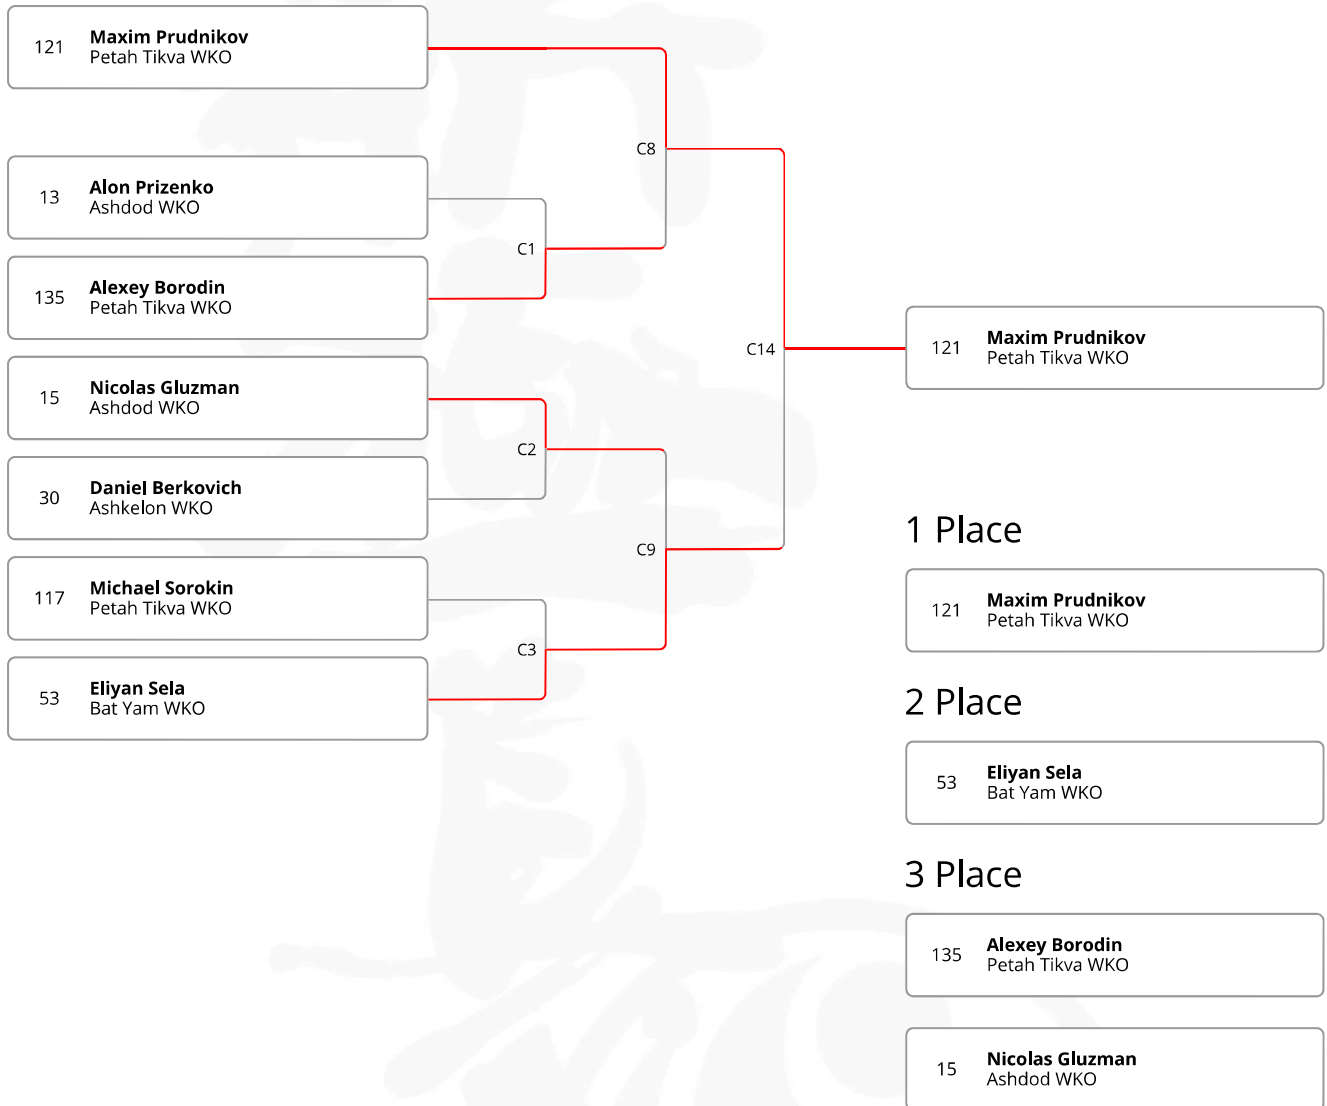 121
Maxim Prudnikov
Petah Tikva WKO
13
Alon Prizenko
Ashdod WKO
135
Alexey Borodin
Petah Tikva WKO
15
Nicolas Gluzman
Ashdod WKO
30
Daniel Berkovich
Ashkelon WKO
117
Michael Sorokin
Petah Tikva WKO
53
Eliyan Sela
Bat Yam WKO
C1
C2
C3
C8
C9
C14
121
Maxim Prudnikov
Petah Tikva WKO
1 Place
121
Maxim Prudnikov
Petah Tikva WKO
2 Place
53
Eliyan Sela
Bat Yam WKO
3 Place
135
Alexey Borodin
Petah Tikva WKO
15
Nicolas Gluzman
Ashdod WKO